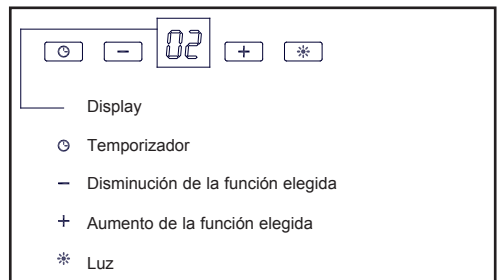 02
Display
Temporizador
– Disminución de la función elegida
+ Aumento de la función elegida
Luz